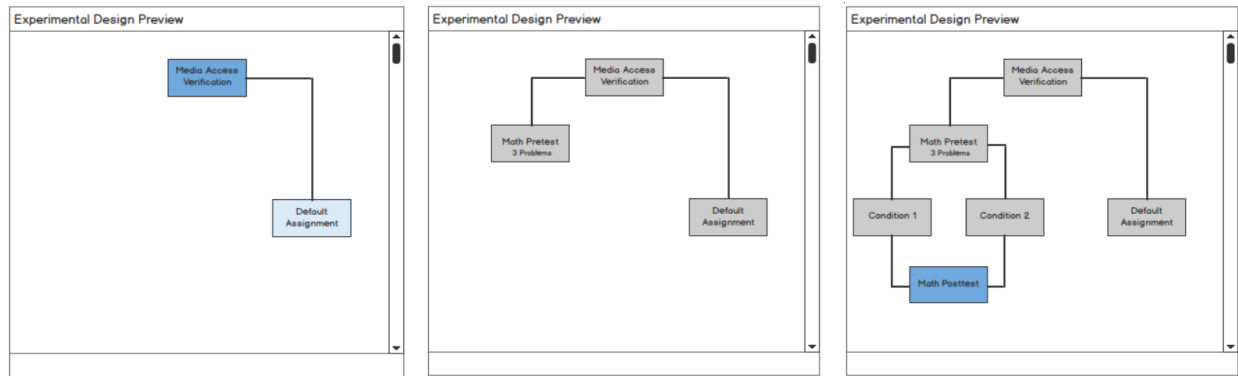 Experimental Design Preview
Media Access
Verification
Default
Assignment
Experimental Design Preview
Media Access
Verification
Math Pretest
3 Problems
Default
Assignment
Experimental Design Preview
Media Access
Verification
Math Pretest
3 Problems
Condition 1
Condition 2
Default
Assignment
Math Posttest